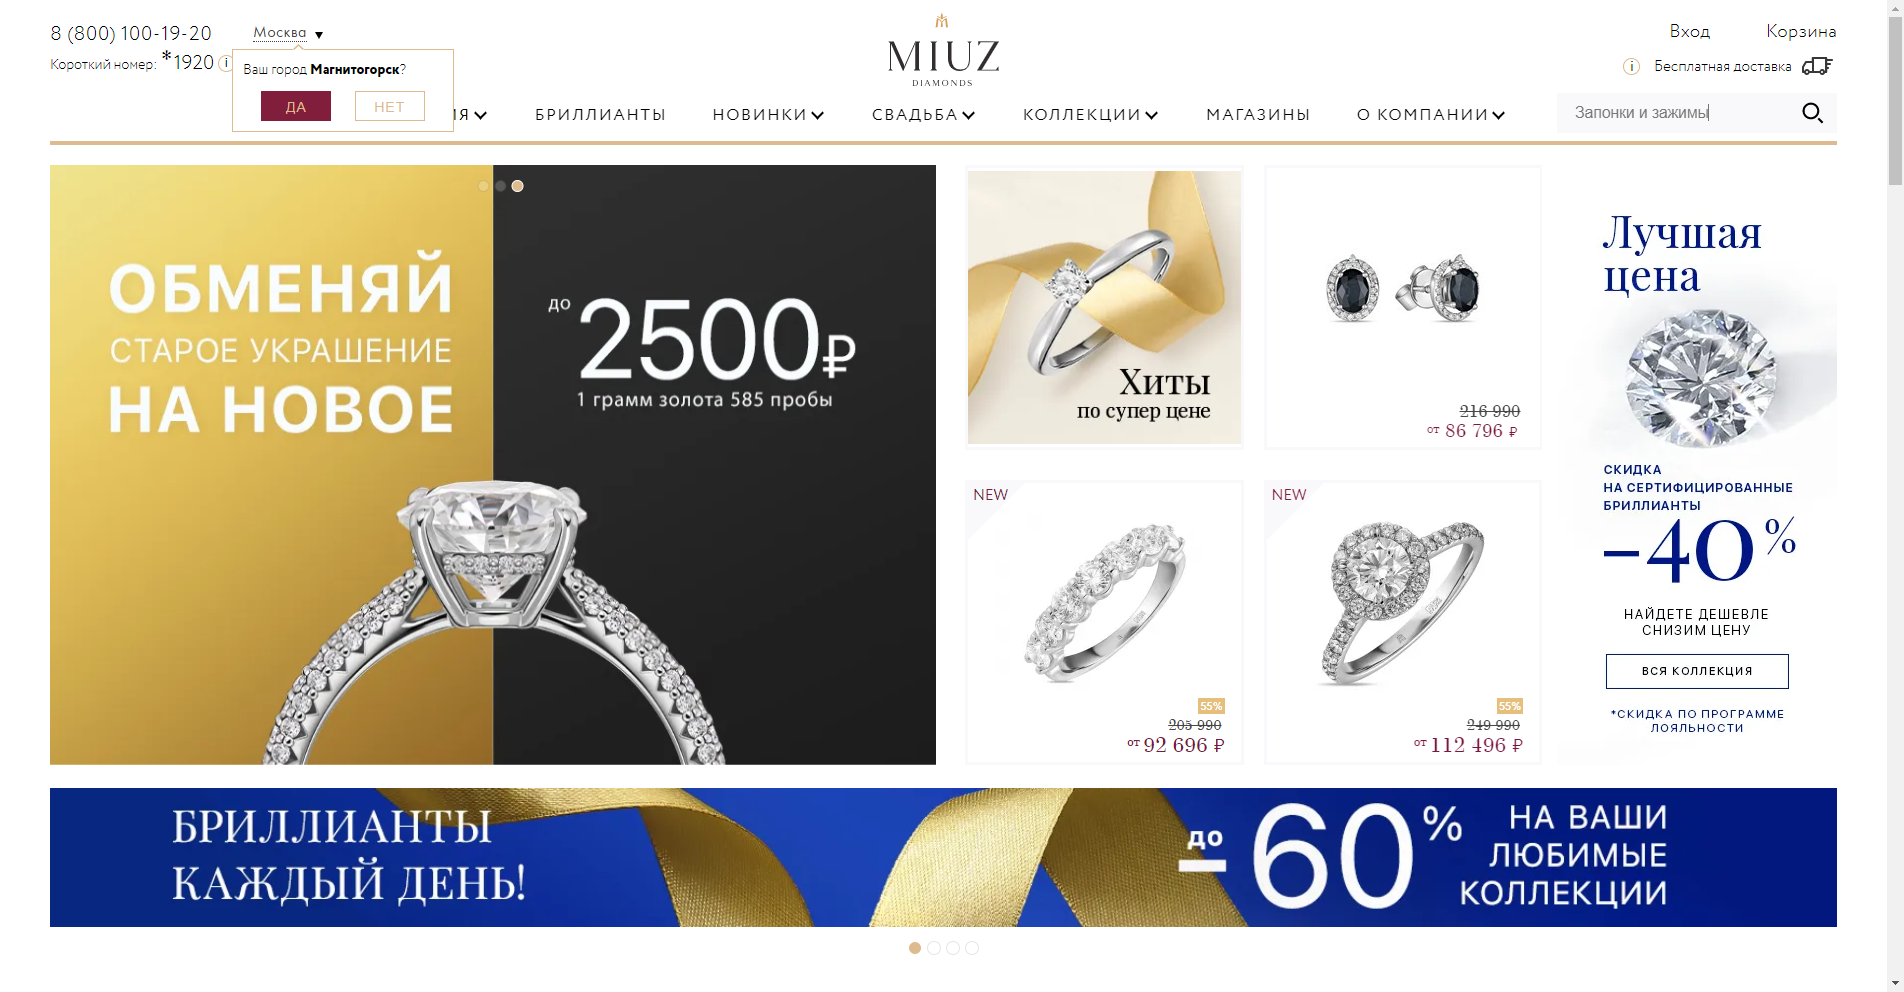 8 (800) 100-19-20
Москва
Вход
Корзина
Короткий номер: *1920
Ваш город Магнитогорск?
ДА
НЕТ
MIUZ
DIAMONDS
Бесплатная доставка
БРИЛЛИАНТЫ
НОВИНКИ
СВАДЬБА
КОЛЛЕКЦИИ
МАГАЗИНЫ
О КОМПАНИИ
Запонки и зажимы
ОБМЕНЯЙ
СТАРОЕ УКРАШЕНИЕ
НА НОВОЕ
до 2500₽
1 грамм золота 585 пробы
Хиты
по супер цене
216 990
от 86 796 ₽
NEW
55%
205 990
от 92 696 ₽
NEW
55%
249 990
от 112 496 ₽
Лучшая
цена
СКИДКА
НА СЕРТИФИЦИРОВАННЫЕ
БРИЛЛИАНТЫ
–40%
НАЙДЕТЕ ДЕШЕВЛЕ
СНИЗИМ ЦЕНУ
ВСЯ КОЛЛЕКЦИЯ
*СКИДКА ПО ПРОГРАММЕ
ЛОЯЛЬНОСТИ
БРИЛЛИАНТЫ
КАЖДЫЙ ДЕНЬ!
до –60%
НА ВАШИ
ЛЮБИМЫЕ
КОЛЛЕКЦИИ